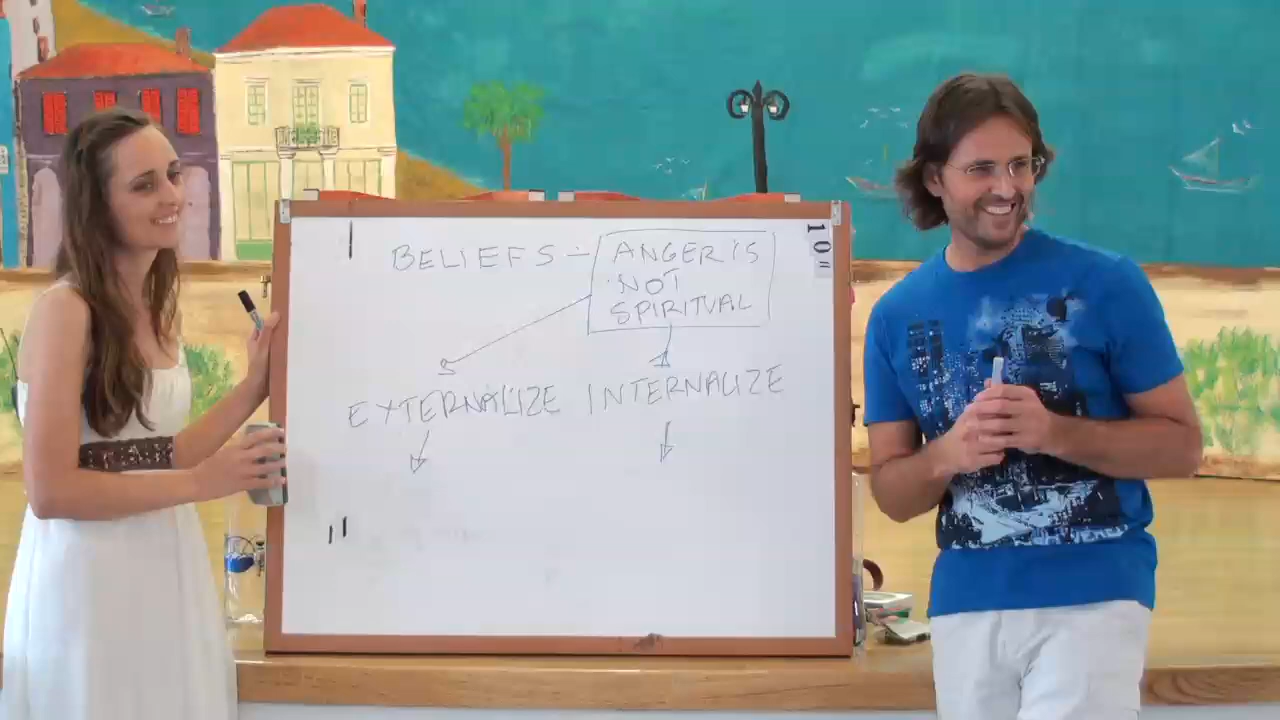 BELIEFS - ANGER IS
NOT
SPIRITUAL
EXTERNALIZE INTERNALIZE
10"